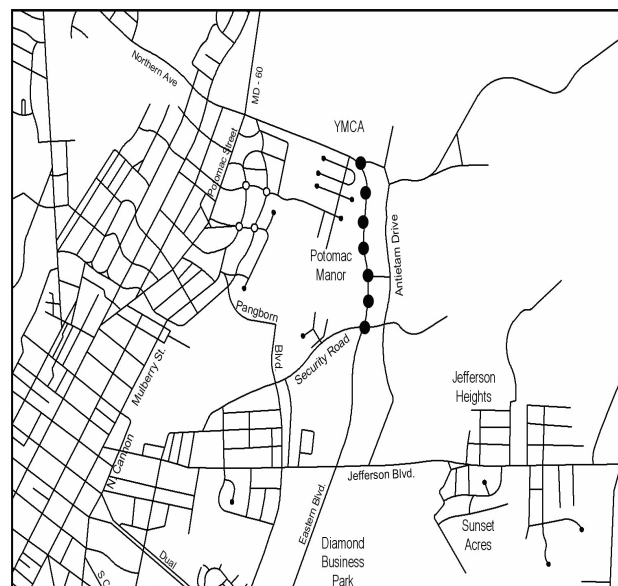 Northern Ave
MD - 60
YMCA
Potomac Street
Antietam Drive
Potomac
Manor
Pangborn
Blvd
Security Road
Mulberry St.
Jefferson
Heights
N1 Cannon
Jefferson Blvd.
Eastern Blvd.
Sunset
Acres
Dual
S.C
Diamond
Business
Park